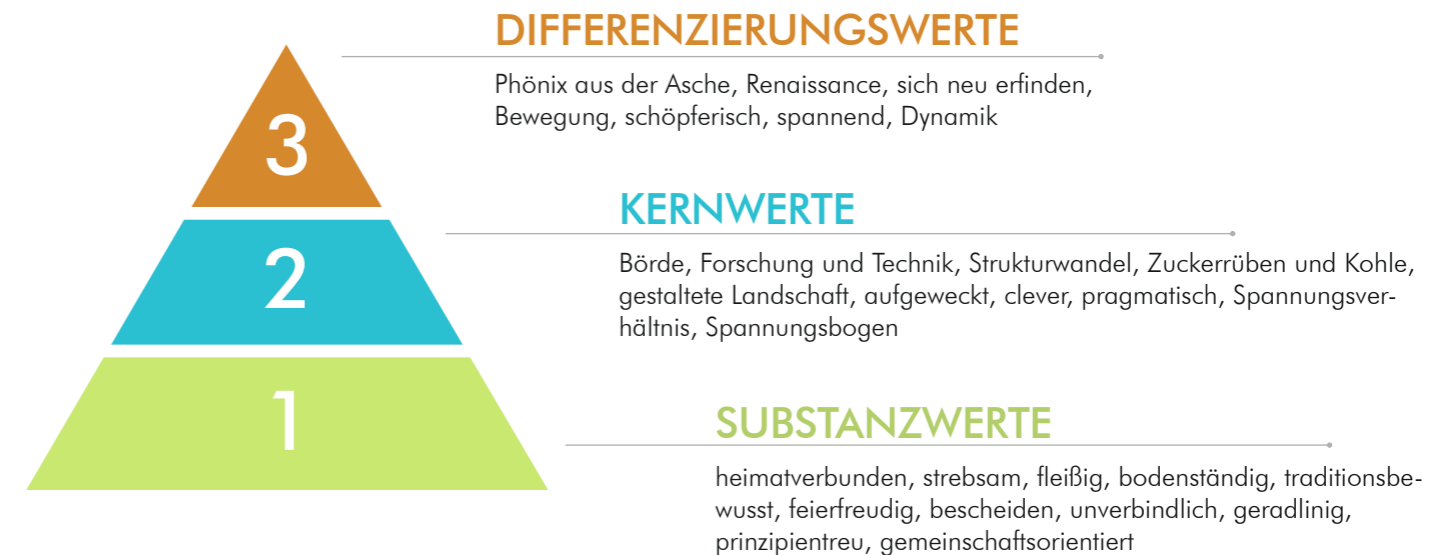 DIFFERENZIERUNGSWERTE
Phönix aus der Asche, Renaissance, sich neu erfinden,
Bewegung, schöpferisch, spannend, Dynamik
3
KERNWERTE
Börde, Forschung und Technik, Strukturwandel, Zuckerrüben und Kohle,
gestaltete Landschaft, aufgeweckt, clever, pragmatisch, Spannungsver-
hältnis, Spannungsbogen
2
SUBSTANZWERTE
heimatverbunden, strebsam, fleißig, bodenständig, traditionsbe-
wusst, feierfreudig, bescheiden, unverbindlich, geradlinig,
prinzipientreu, gemeinschaftsorientiert
1